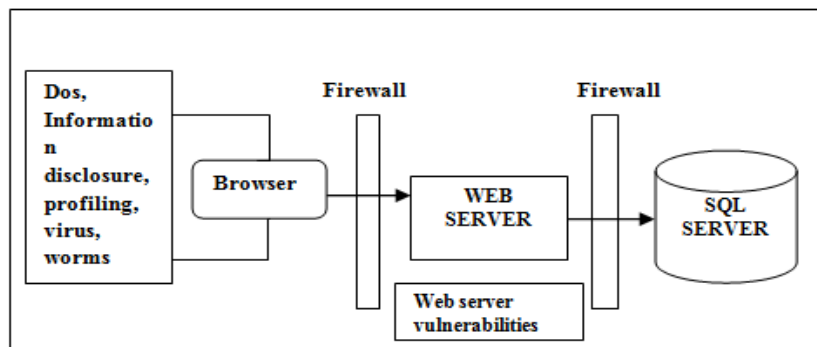 Dos,
Informatio
n
disclosure,
profiling,
virus,
worms
Browser
Firewall
WEB
SERVER
Web server
vulnerabilities
Firewall
SQL
SERVER